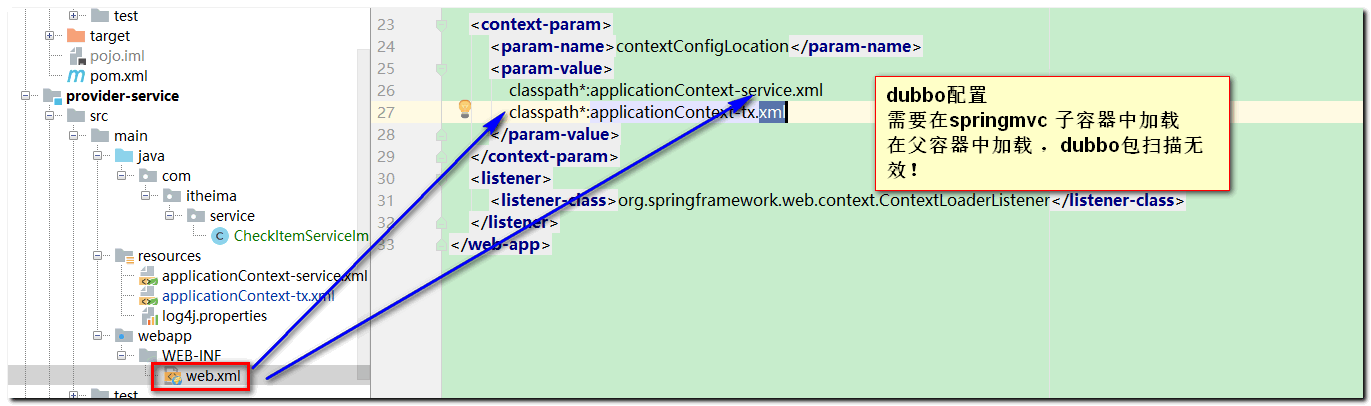 test
target
pojo.iml
pom.xml
provider-service
src
main
java
com
itheima
service
CheckItemServiceIm
resources
applicationContext-service.xml
applicationContext-tx.xml
log4j.properties
webapp
WEB-INF
web.xml
test
23 <context-param>
24 <param-name>contextConfigLocation</param-name>
25 <param-value>
26 classpath*:applicationContext-service.xml
27 classpath*:applicationContext-tx.xml
28 </param-value>
29 </context-param>
30 <listener>
31 <listener-class>org.springframework.web.context.ContextLoaderListener</listener-class>
32 </listener>
33 </web-app>
dubbo配置
需要在springmvc 子容器中加载
在父容器中加载 ，dubbo包扫描无
效！